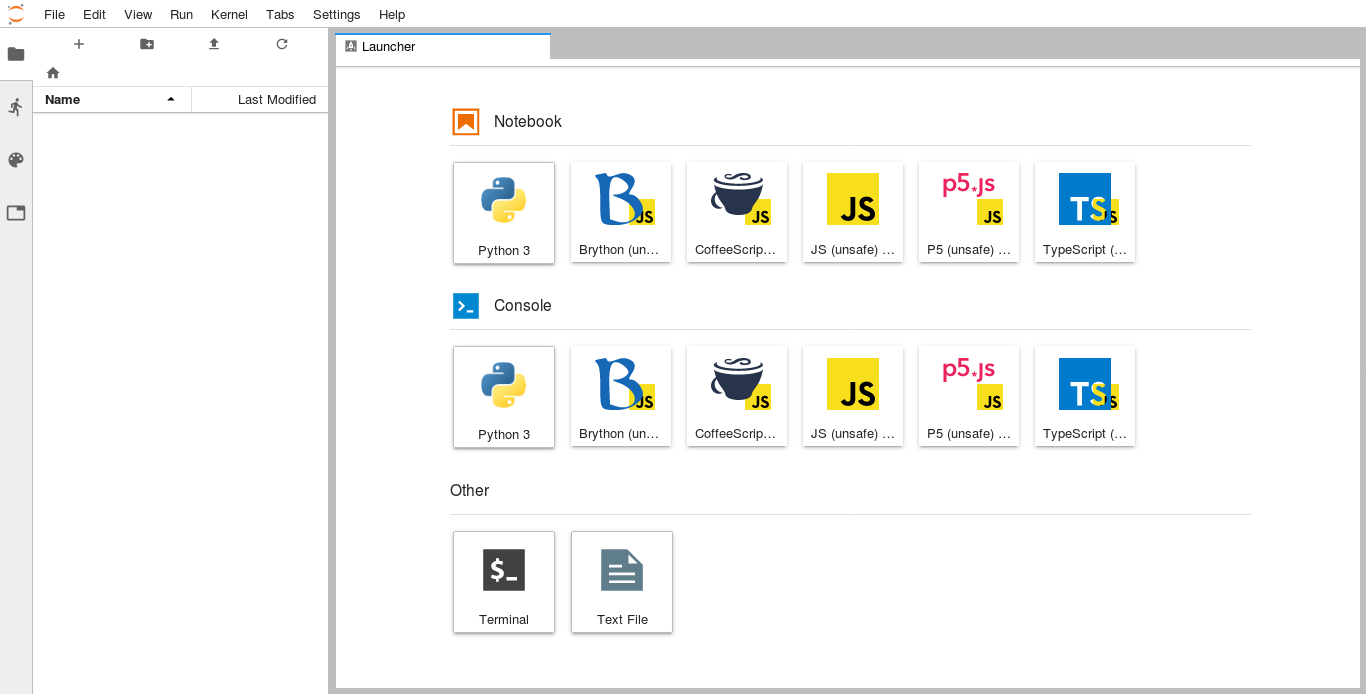 File Edit View Run Kernel Tabs Settings Help
Launcher
Name Last Modified
Notebook
JS JS JS p5*js JS TS JS
Python 3 Brython (un… CoffeeScrip… JS (unsafe) … P5 (unsafe) … TypeScript (…
Console
JS JS JS p5*js JS TS JS
Python 3 Brython (un… CoffeeScrip… JS (unsafe) … P5 (unsafe) … TypeScript (…
Other
$_
Terminal Text File